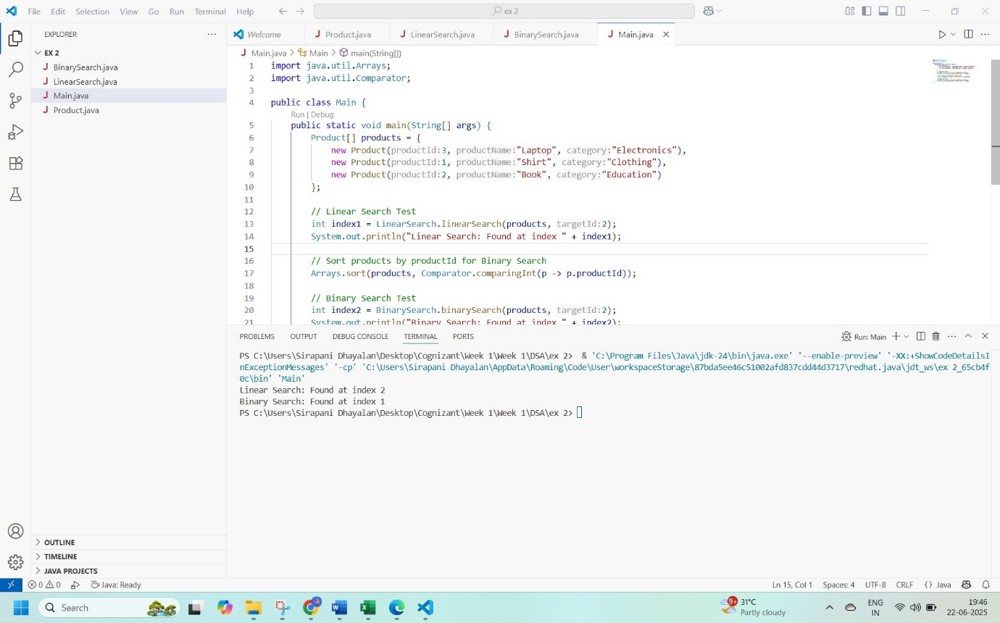 File Edit Selection View Go Run Terminal Help ex 2
EXPLORER
Welcome Product.java LinearSearch.java BinarySearch.java Main.java
EX 2
BinarySearch.java
LinearSearch.java
Main.java
Product.java
Main.java > Main > main(String[])
1 import java.util.Arrays;
2 import java.util.Comparator;
3
4 public class Main {
Run | Debug
5 public static void main(String[] args) {
6 Product[] products = {
7 new Product(productId:3, productName:"Laptop", category:"Electronics"),
8 new Product(productId:1, productName:"Shirt", category:"Clothing"),
9 new Product(productId:2, productName:"Book", category:"Education")
10 };
11
12 // Linear Search Test
13 int index1 = LinearSearch.linearSearch(products, targetId:2);
14 System.out.println("Linear Search: Found at index " + index1);
15
16 // Sort products by productId for Binary Search
17 Arrays.sort(products, Comparator.comparingInt(p -> p.productId));
18
19 // Binary Search Test
20 int index2 = BinarySearch.binarySearch(products, targetId:2);
21 System.out.println("Binary Search: Found at index " + index2);
PROBLEMS OUTPUT DEBUG CONSOLE TERMINAL PORTS
Run: Main
PS C:\Users\Sirapani Dhayalan\Desktop\Cognizant\Week 1\Week 1\DSA\ex 2> & 'C:\Program Files\Java\jdk-24\bin\java.exe' '--enable-preview' '-XX:+ShowCodeDetailsI
nExceptionMessages' '-cp' 'C:\Users\Sirapani Dhayalan\AppData\Roaming\Code\User\workspaceStorage\87bda5ee46c51002afd837cdd44d3717\redhat.java\jdt_ws\ex 2_65cb4f
0c\bin' 'Main'
Linear Search: Found at index 2
Binary Search: Found at index 1
PS C:\Users\Sirapani Dhayalan\Desktop\Cognizant\Week 1\Week 1\DSA\ex 2>
OUTLINE
TIMELINE
JAVA PROJECTS
0 0 Java: Ready Ln 15, Col 1 Spaces: 4 UTF-8 CRLF {} Java
Search
9+
31°C
Partly cloudy
ENG
IN
19:46
22-06-2025